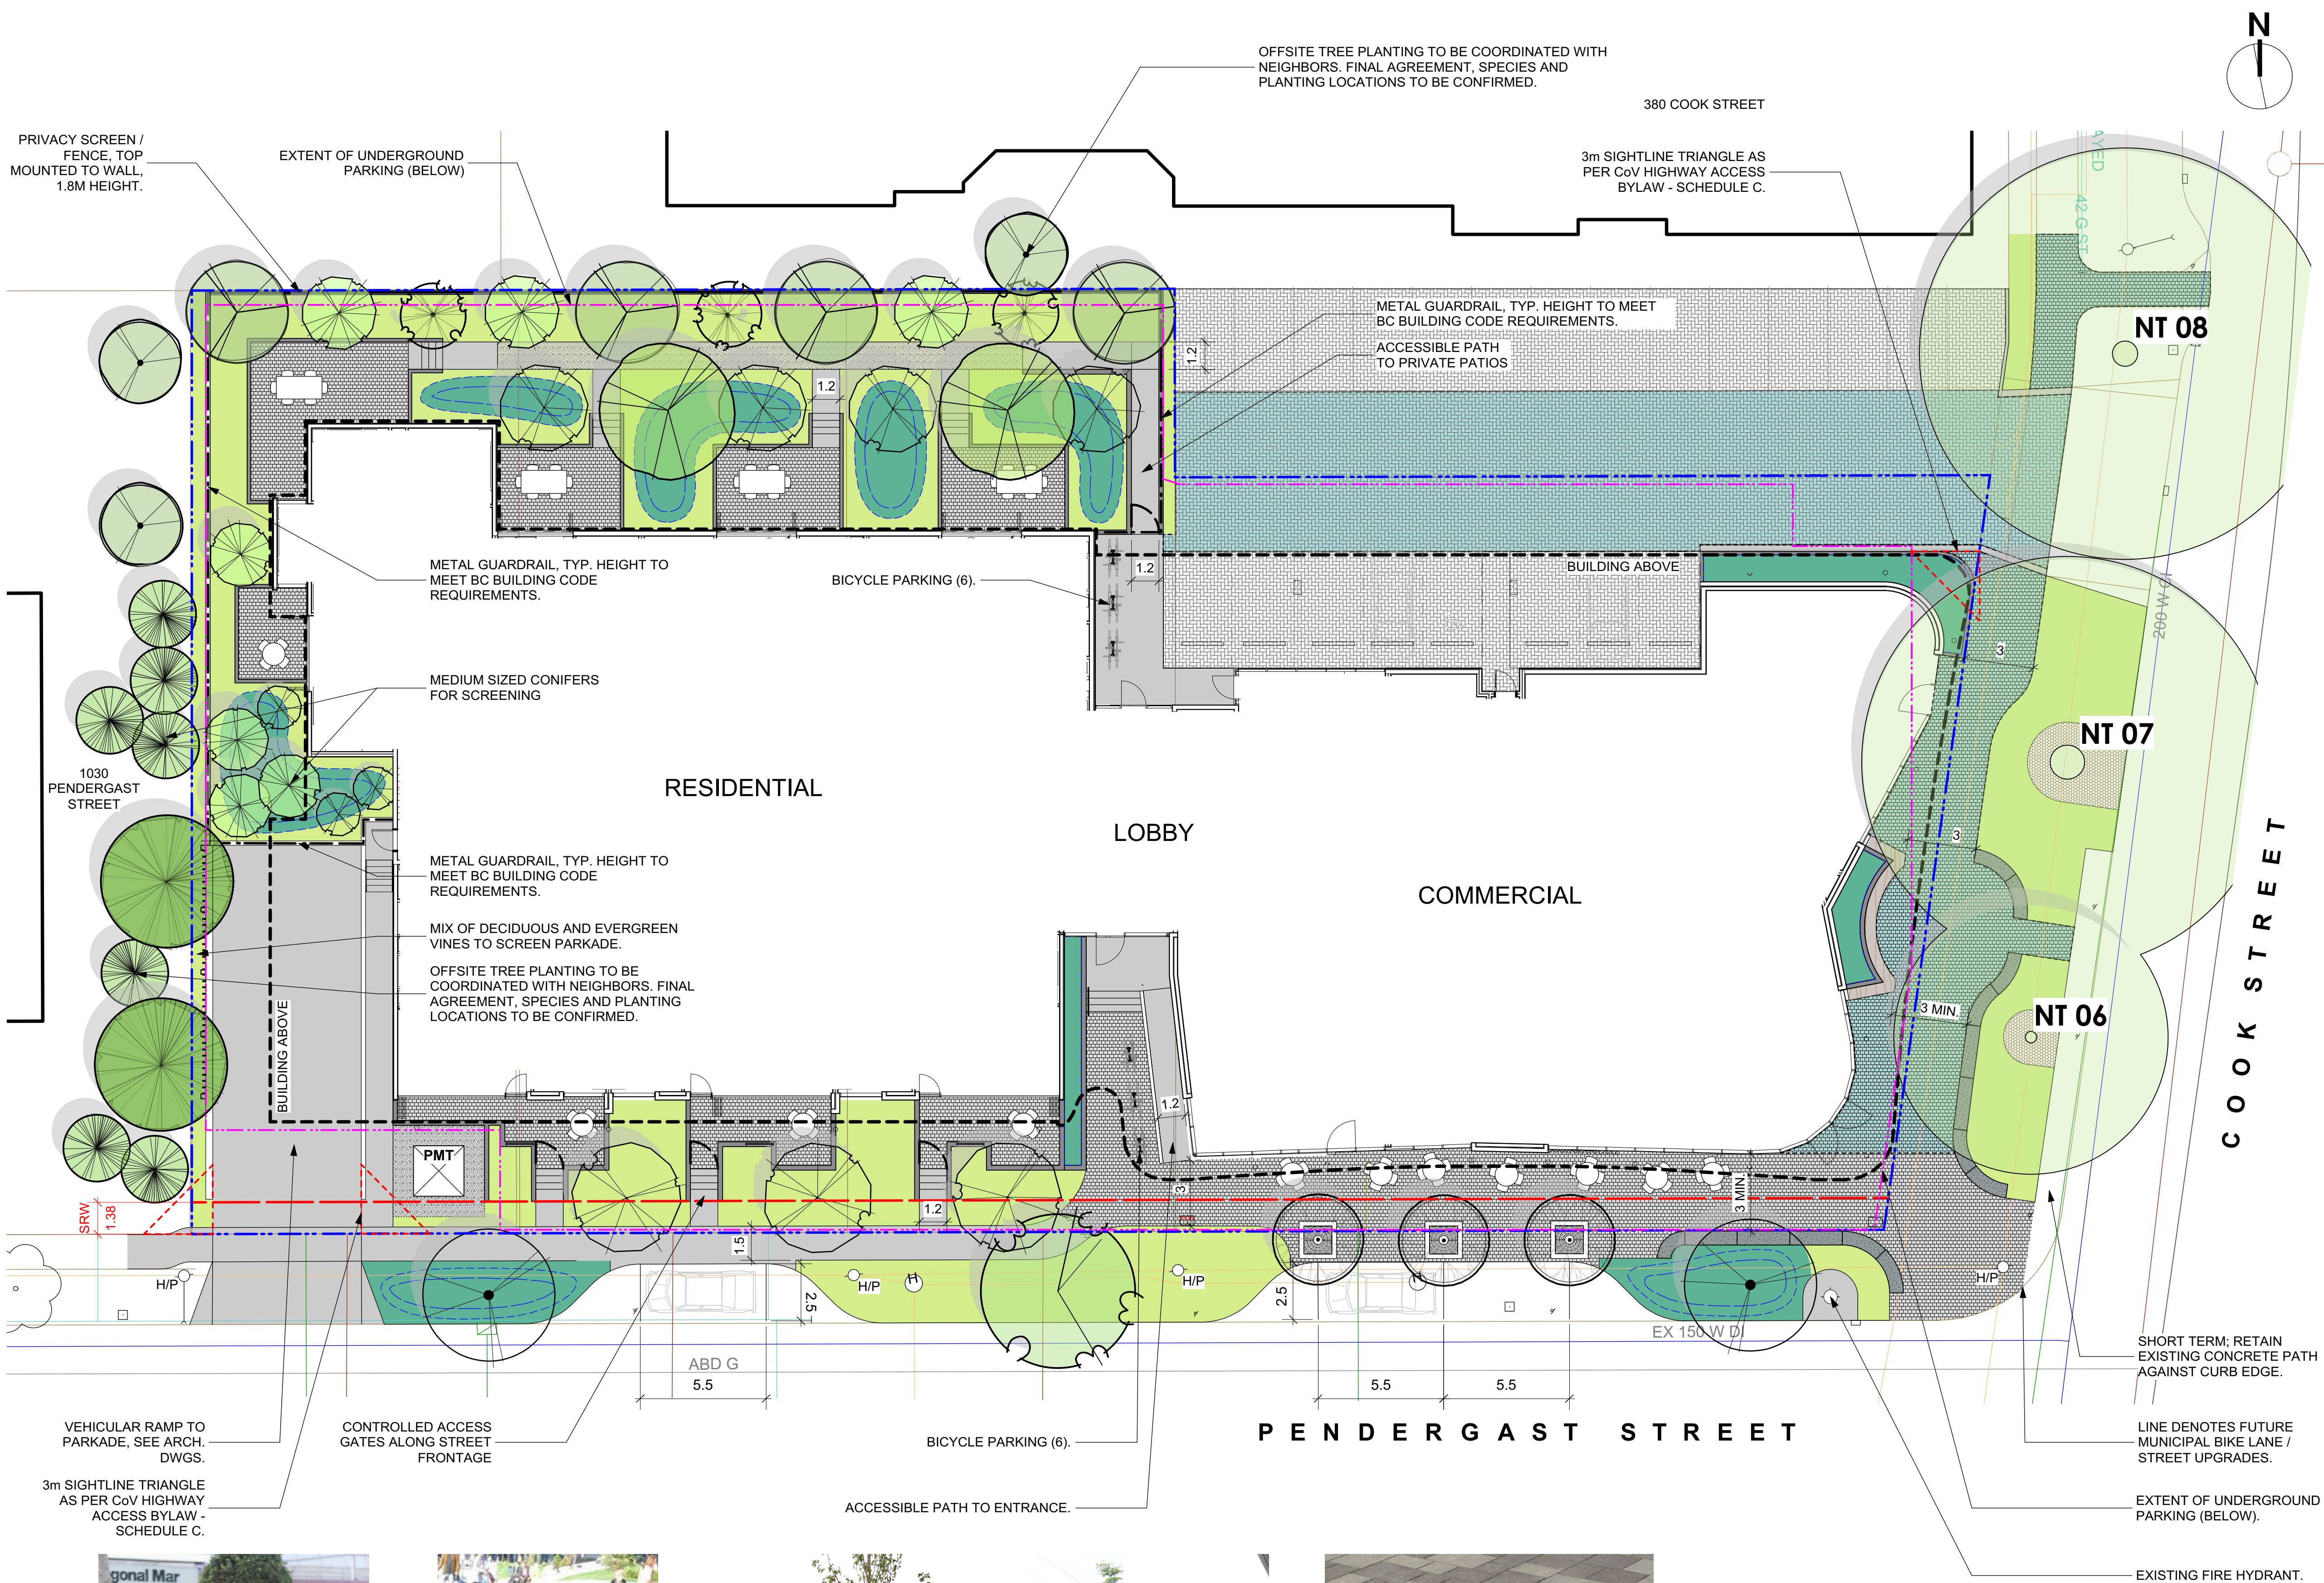 N
OFFSITE TREE PLANTING TO BE COORDINATED WITH
NEIGHBORS. FINAL AGREEMENT, SPECIES AND
PLANTING LOCATIONS TO BE CONFIRMED.
380 COOK STREET
PRIVACY SCREEN /
FENCE, TOP
MOUNTED TO WALL,
1.8M HEIGHT.
EXTENT OF UNDERGROUND
PARKING (BELOW)
3m SIGHTLINE TRIANGLE AS
PER CoV HIGHWAY ACCESS
BYLAW - SCHEDULE C.
AYED
42 G ST
METAL GUARDRAIL, TYP. HEIGHT TO MEET
BC BUILDING CODE REQUIREMENTS.
NT 08
ACCESSIBLE PATH
TO PRIVATE PATIOS
1.2
1.2
METAL GUARDRAIL, TYP. HEIGHT TO
MEET BC BUILDING CODE
REQUIREMENTS.
BICYCLE PARKING (6).
1.2
BUILDING ABOVE
200 W DI
3
MEDIUM SIZED CONIFERS
FOR SCREENING
NT 07
1030
PENDERGAST
STREET
RESIDENTIAL
LOBBY
3
METAL GUARDRAIL, TYP. HEIGHT TO
MEET BC BUILDING CODE
REQUIREMENTS.
COMMERCIAL
MIX OF DECIDUOUS AND EVERGREEN
VINES TO SCREEN PARKADE.
OFFSITE TREE PLANTING TO BE
COORDINATED WITH NEIGHBORS. FINAL
AGREEMENT, SPECIES AND PLANTING
LOCATIONS TO BE CONFIRMED.
BUILDING ABOVE
3 MIN.
NT 06
COOK STREET
1.2
PMT
SRW
1.38
1.2
3
3 MIN.
1.5
H/P
H/P
H
H/P
H
H/P
2.5
2.5
EX 150 W DI
ABD G
5.5
5.5
5.5
SHORT TERM; RETAIN
EXISTING CONCRETE PATH
AGAINST CURB EDGE.
PENDERGAST STREET
VEHICULAR RAMP TO
PARKADE, SEE ARCH.
DWGS.
CONTROLLED ACCESS
GATES ALONG STREET
FRONTAGE
BICYCLE PARKING (6).
LINE DENOTES FUTURE
MUNICIPAL BIKE LANE /
STREET UPGRADES.
3m SIGHTLINE TRIANGLE
AS PER CoV HIGHWAY
ACCESS BYLAW -
SCHEDULE C.
ACCESSIBLE PATH TO ENTRANCE.
EXTENT OF UNDERGROUND
PARKING (BELOW).
EXISTING FIRE HYDRANT.
gonal Mar